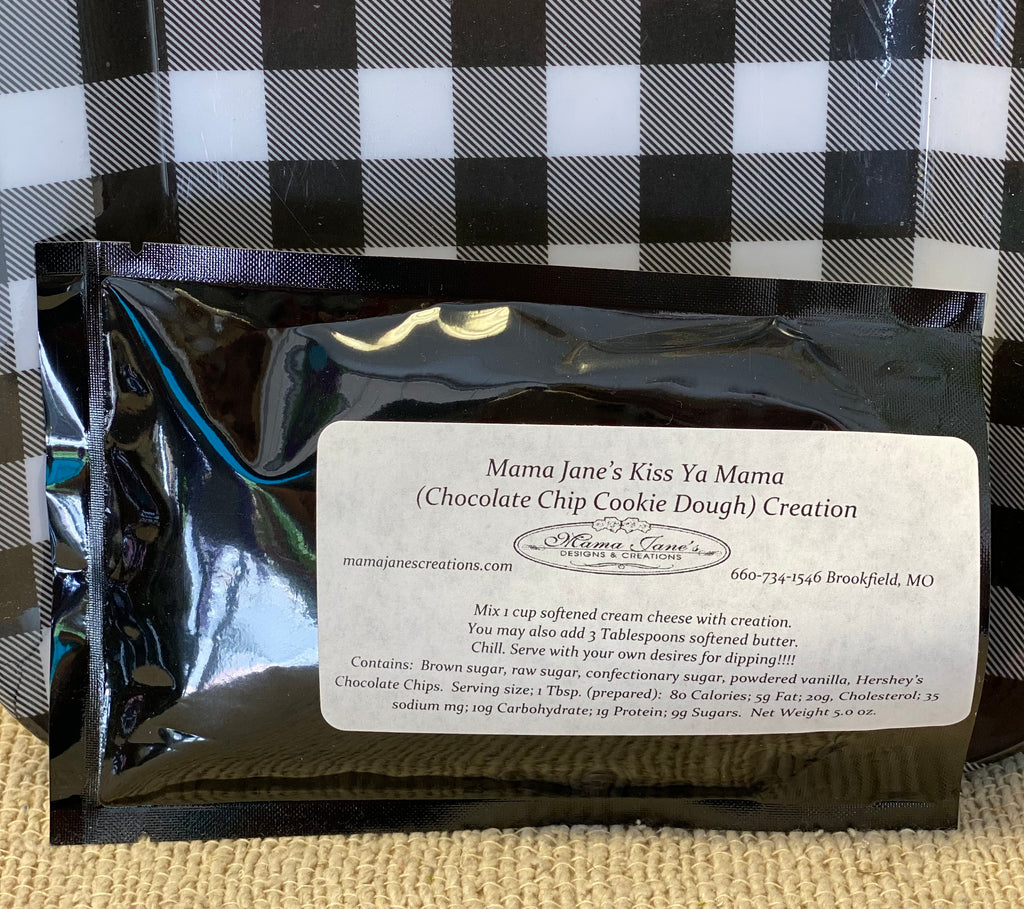 Mama Jane's Kiss Ya Mama
(Chocolate Chip Cookie Dough) Creation
Mama Jane's
DESIGNS & CREATIONS
mamajanescreations.com
660-734-1546 Brookfield, MO
Mix 1 cup softened cream cheese with creation.
You may also add 3 Tablespoons softened butter.
Chill. Serve with your own desires for dipping!!!!
Contains: Brown sugar, raw sugar, confectionary sugar, powdered vanilla, Hershey's
Chocolate Chips. Serving size; 1 Tbsp. (prepared): 80 Calories; 5g Fat; 20g, Cholesterol; 35
sodium mg; 10g Carbohydrate; 1g Protein; 9g Sugars. Net Weight 5.0 oz.